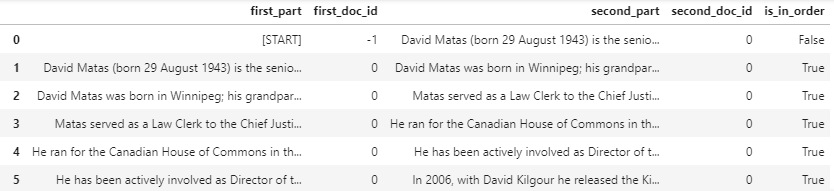 first_part first_doc_id second_part second_doc_id is_in_order
0 [START] -1 David Matas (born 29 August 1943) is the senio... 0 False
1 David Matas (born 29 August 1943) is the senio... 0 David Matas was born in Winnipeg; his grandpar... 0 True
2 David Matas was born in Winnipeg; his grandpar... 0 Matas served as a Law Clerk to the Chief Justi... 0 True
3 Matas served as a Law Clerk to the Chief Justi... 0 He ran for the Canadian House of Commons in th... 0 True
4 He ran for the Canadian House of Commons in th... 0 He has been actively involved as Director of t... 0 True
5 He has been actively involved as Director of t... 0 In 2006, with David Kilgour he released the Ki... 0 True